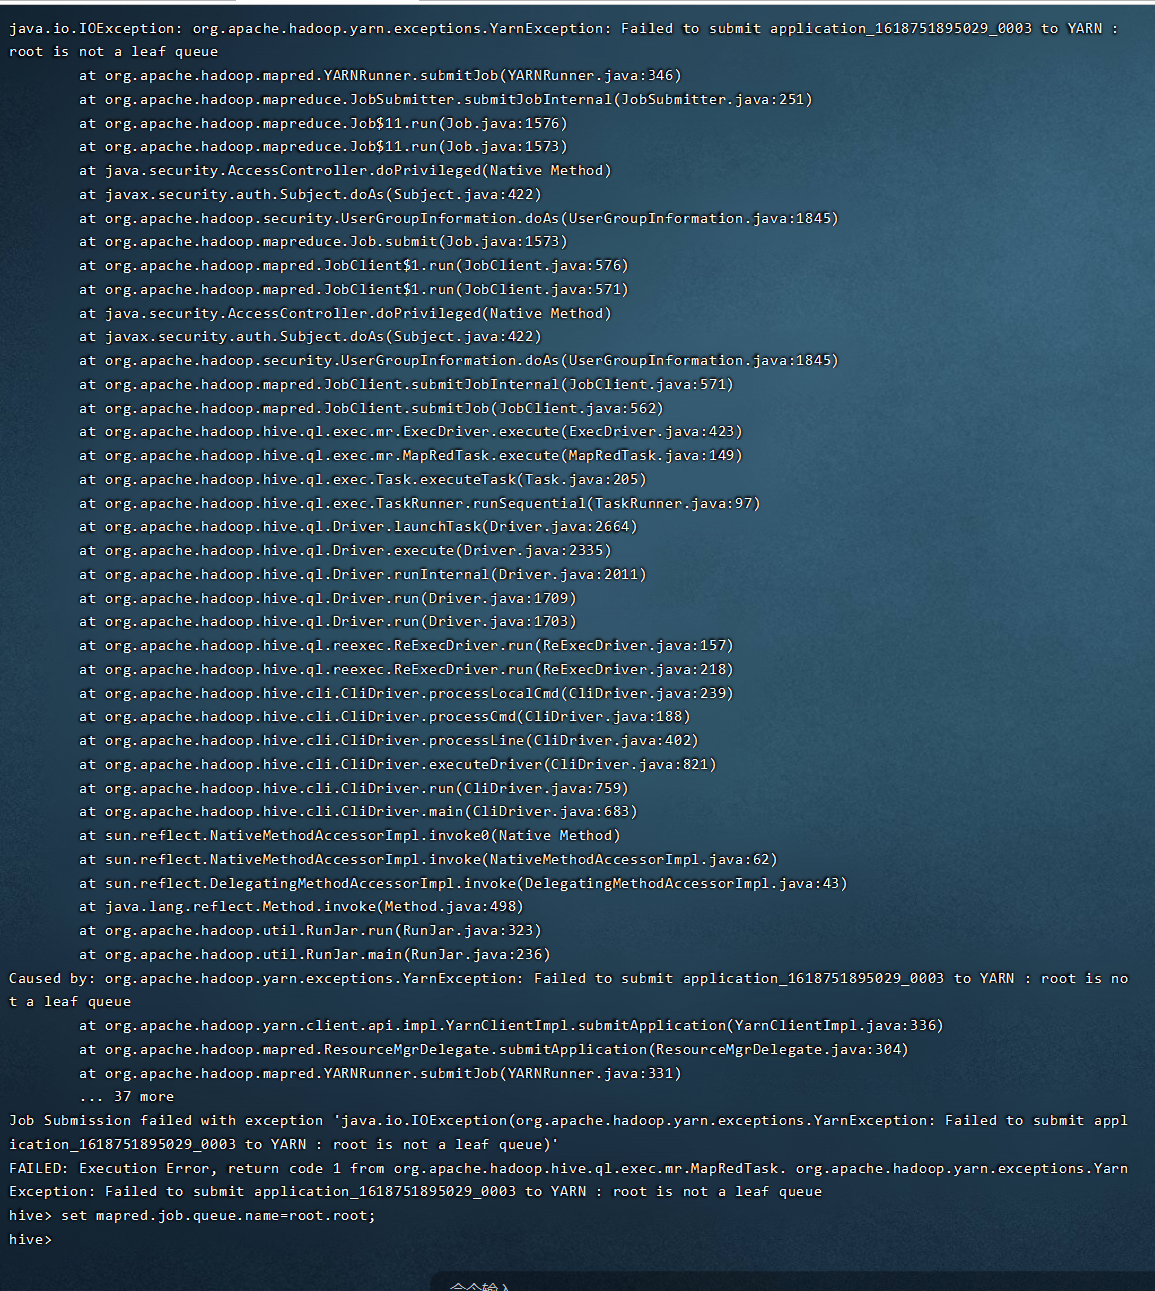 java.io.IOException: org.apache.hadoop.yarn.exceptions.YarnException: Failed to submit application_1618751895029_0003 to YARN :
root is not a leaf queue
at org.apache.hadoop.mapred.YARNRunner.submitJob(YARNRunner.java:346)
at org.apache.hadoop.mapreduce.JobSubmitter.submitJobInternal(JobSubmitter.java:251)
at org.apache.hadoop.mapreduce.Job$11.run(Job.java:1576)
at org.apache.hadoop.mapreduce.Job$11.run(Job.java:1573)
at java.security.AccessController.doPrivileged(Native Method)
at javax.security.auth.Subject.doAs(Subject.java:422)
at org.apache.hadoop.security.UserGroupInformation.doAs(UserGroupInformation.java:1845)
at org.apache.hadoop.mapreduce.Job.submit(Job.java:1573)
at org.apache.hadoop.mapred.JobClient$1.run(JobClient.java:576)
at org.apache.hadoop.mapred.JobClient$1.run(JobClient.java:571)
at java.security.AccessController.doPrivileged(Native Method)
at javax.security.auth.Subject.doAs(Subject.java:422)
at org.apache.hadoop.security.UserGroupInformation.doAs(UserGroupInformation.java:1845)
at org.apache.hadoop.mapred.JobClient.submitJobInternal(JobClient.java:571)
at org.apache.hadoop.mapred.JobClient.submitJob(JobClient.java:562)
at org.apache.hadoop.hive.ql.exec.mr.ExecDriver.execute(ExecDriver.java:423)
at org.apache.hadoop.hive.ql.exec.mr.MapRedTask.execute(MapRedTask.java:149)
at org.apache.hadoop.hive.ql.exec.Task.executeTask(Task.java:205)
at org.apache.hadoop.hive.ql.exec.TaskRunner.runSequential(TaskRunner.java:97)
at org.apache.hadoop.hive.ql.Driver.launchTask(Driver.java:2664)
at org.apache.hadoop.hive.ql.Driver.execute(Driver.java:2335)
at org.apache.hadoop.hive.ql.Driver.runInternal(Driver.java:2011)
at org.apache.hadoop.hive.ql.Driver.run(Driver.java:1709)
at org.apache.hadoop.hive.ql.Driver.run(Driver.java:1703)
at org.apache.hadoop.hive.ql.reexec.ReExecDriver.run(ReExecDriver.java:157)
at org.apache.hadoop.hive.ql.reexec.ReExecDriver.run(ReExecDriver.java:218)
at org.apache.hadoop.hive.cli.CliDriver.processLocalCmd(CliDriver.java:239)
at org.apache.hadoop.hive.cli.CliDriver.processCmd(CliDriver.java:188)
at org.apache.hadoop.hive.cli.CliDriver.processLine(CliDriver.java:402)
at org.apache.hadoop.hive.cli.CliDriver.executeDriver(CliDriver.java:821)
at org.apache.hadoop.hive.cli.CliDriver.run(CliDriver.java:759)
at org.apache.hadoop.hive.cli.CliDriver.main(CliDriver.java:683)
at sun.reflect.NativeMethodAccessorImpl.invoke0(Native Method)
at sun.reflect.NativeMethodAccessorImpl.invoke(NativeMethodAccessorImpl.java:62)
at sun.reflect.DelegatingMethodAccessorImpl.invoke(DelegatingMethodAccessorImpl.java:43)
at java.lang.reflect.Method.invoke(Method.java:498)
at org.apache.hadoop.util.RunJar.run(RunJar.java:323)
at org.apache.hadoop.util.RunJar.main(RunJar.java:236)
Caused by: org.apache.hadoop.yarn.exceptions.YarnException: Failed to submit application_1618751895029_0003 to YARN : root is no
t a leaf queue
at org.apache.hadoop.yarn.client.api.impl.YarnClientImpl.submitApplication(YarnClientImpl.java:336)
at org.apache.hadoop.mapred.ResourceMgrDelegate.submitApplication(ResourceMgrDelegate.java:304)
at org.apache.hadoop.mapred.YARNRunner.submitJob(YARNRunner.java:331)
... 37 more
Job Submission failed with exception 'java.io.IOException(org.apache.hadoop.yarn.exceptions.YarnException: Failed to submit appl
ication_1618751895029_0003 to YARN : root is not a leaf queue)'
FAILED: Execution Error, return code 1 from org.apache.hadoop.hive.ql.exec.mr.MapRedTask. org.apache.hadoop.yarn.exceptions.Yarn
Exception: Failed to submit application_1618751895029_0003 to YARN : root is not a leaf queue
hive> set mapred.job.queue.name=root.root;
hive>